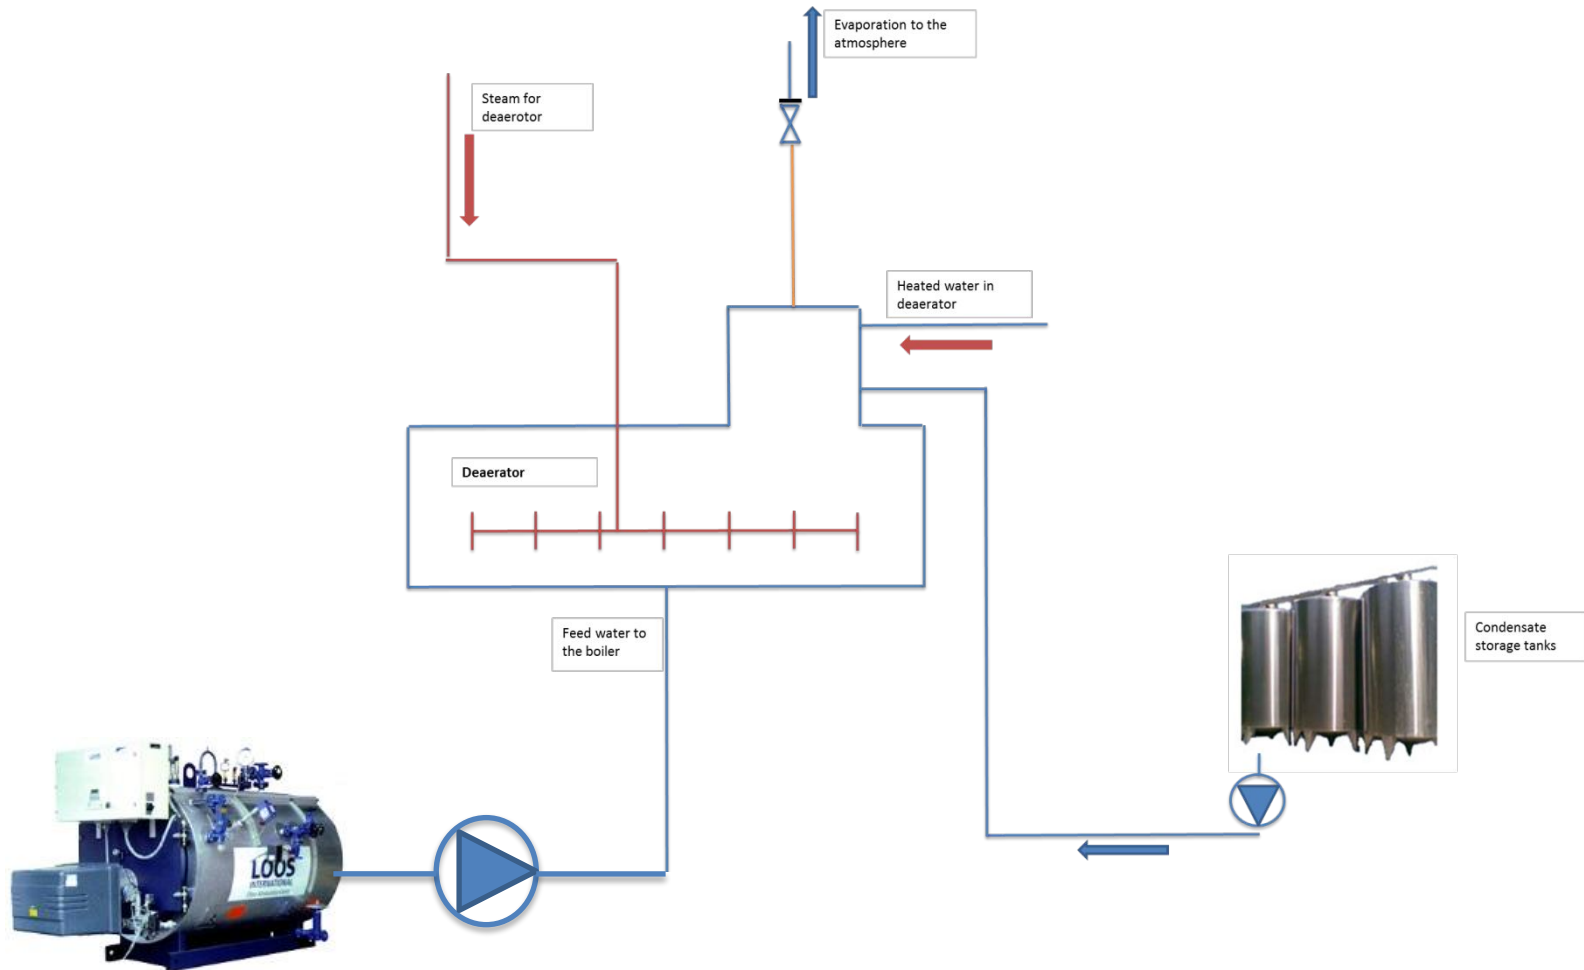 Evaporation to the
atmosphere
Steam for
deaerotor
Heated water in
deaerator
Deaerator
Feed water to
the boiler
Condensate
storage tanks
LOOS
INTERNATIONAL